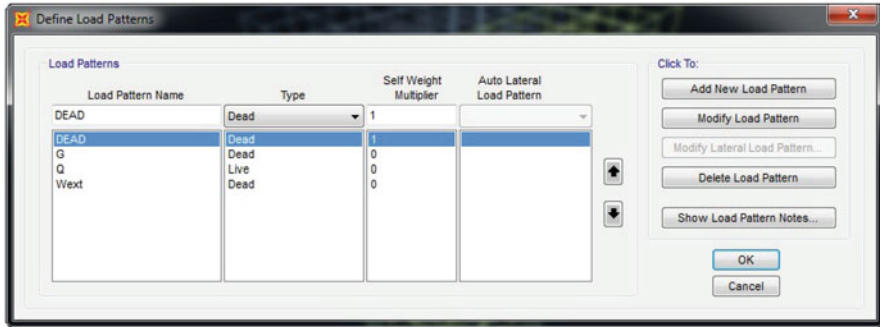 Define Load Patterns
Load Patterns
Click To:
Load Pattern Name Type Self Weight Multiplier Auto Lateral Load Pattern
DEAD Dead 1
DEAD Dead 1
G Dead 0
Q Live 0
Wext Dead 0
Add New Load Pattern
Modify Load Pattern
Modify Lateral Load Pattern...
Delete Load Pattern
Show Load Pattern Notes...
OK
Cancel